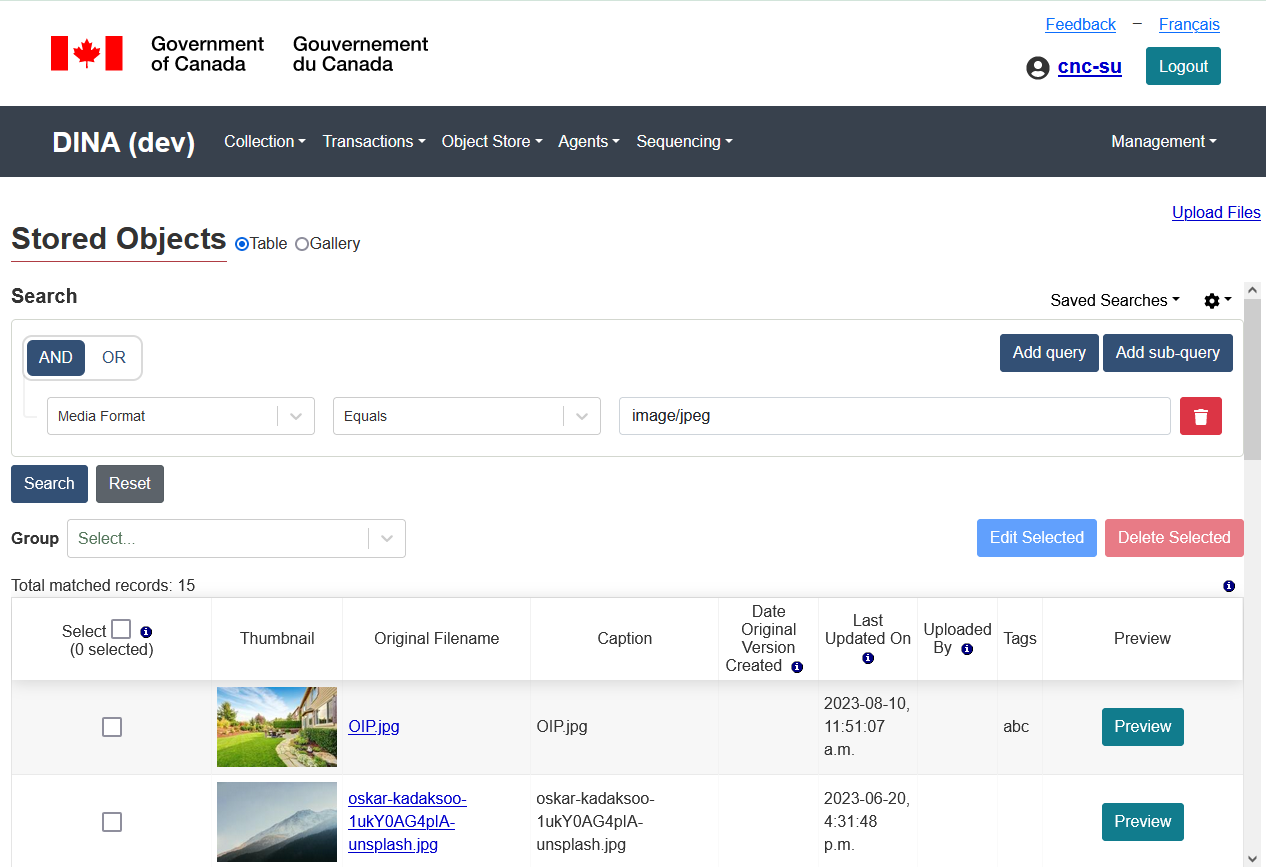 Feedback – Français
Government of Canada
Gouvernement du Canada
cnc-su
Logout
DINA (dev)
Collection
Transactions
Object Store
Agents
Sequencing
Management
Upload Files
Stored Objects
Table
Gallery
Search
Saved Searches
AND
OR
Add query
Add sub-query
Media Format
Equals
image/jpeg
Search
Reset
Group
Select...
Edit Selected
Delete Selected
Total matched records: 15
Select
(0 selected)
Thumbnail
Original Filename
Caption
Date
Original
Version
Created
Last
Updated On
Uploaded
By
Tags
Preview
OIP.jpg
OIP.jpg
2023-08-10,
11:51:07
a.m.
abc
Preview
oskar-kadaksoo-
1ukY0AG4plA-
unsplash.jpg
oskar-kadaksoo-
1ukY0AG4plA-
unsplash.jpg
2023-06-20,
4:31:48
p.m.
Preview